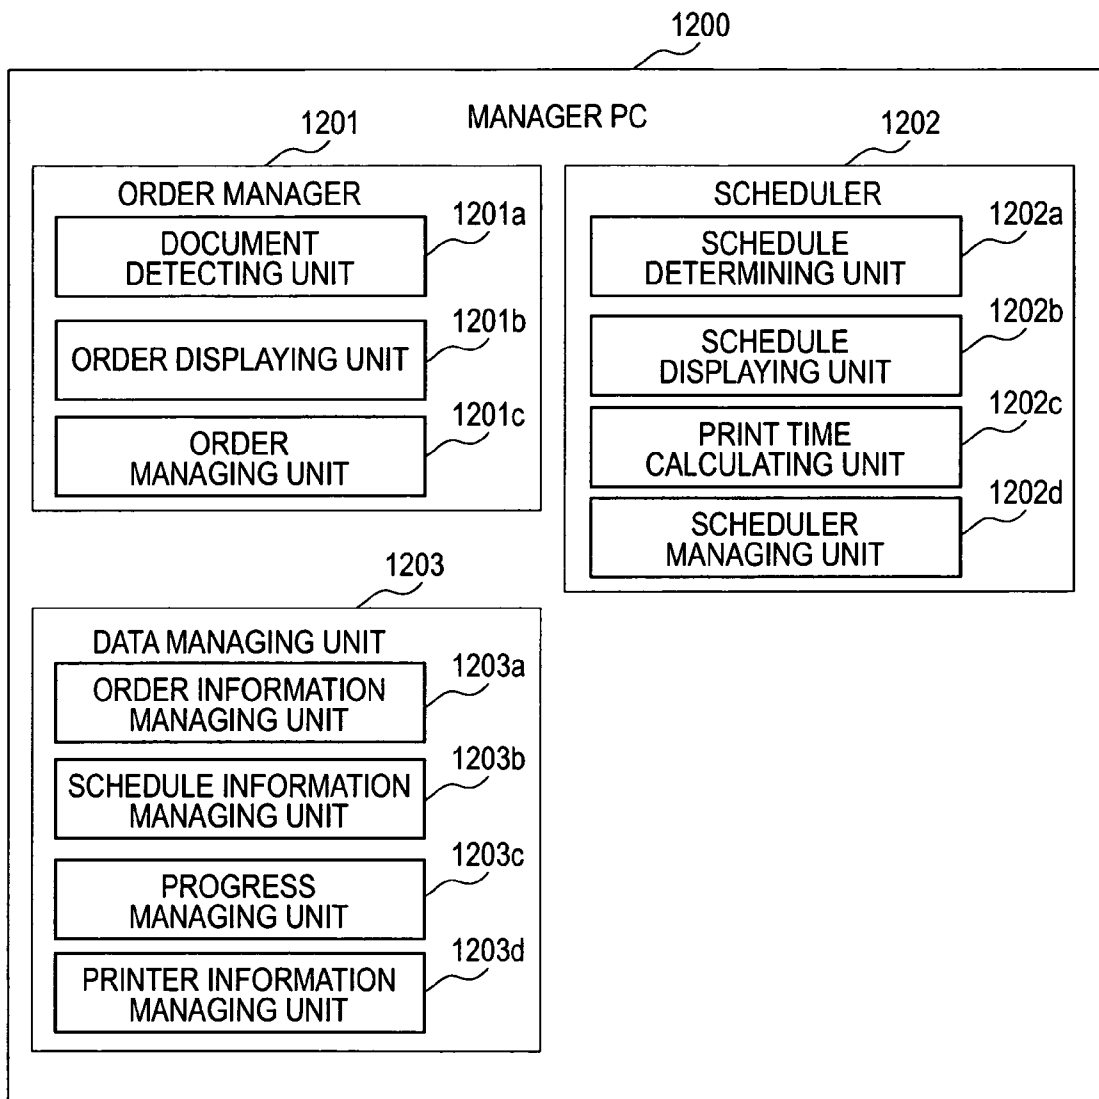 1200
MANAGER PC
1201
ORDER MANAGER
1201a
DOCUMENT
DETECTING UNIT
1201b
ORDER DISPLAYING UNIT
1201c
ORDER
MANAGING UNIT
1202
SCHEDULER
1202a
SCHEDULE
DETERMINING UNIT
1202b
SCHEDULE
DISPLAYING UNIT
1202c
PRINT TIME
CALCULATING UNIT
1202d
SCHEDULER
MANAGING UNIT
1203
DATA MANAGING UNIT
1203a
ORDER INFORMATION
MANAGING UNIT
1203b
SCHEDULE INFORMATION
MANAGING UNIT
1203c
PROGRESS
MANAGING UNIT
1203d
PRINTER INFORMATION
MANAGING UNIT